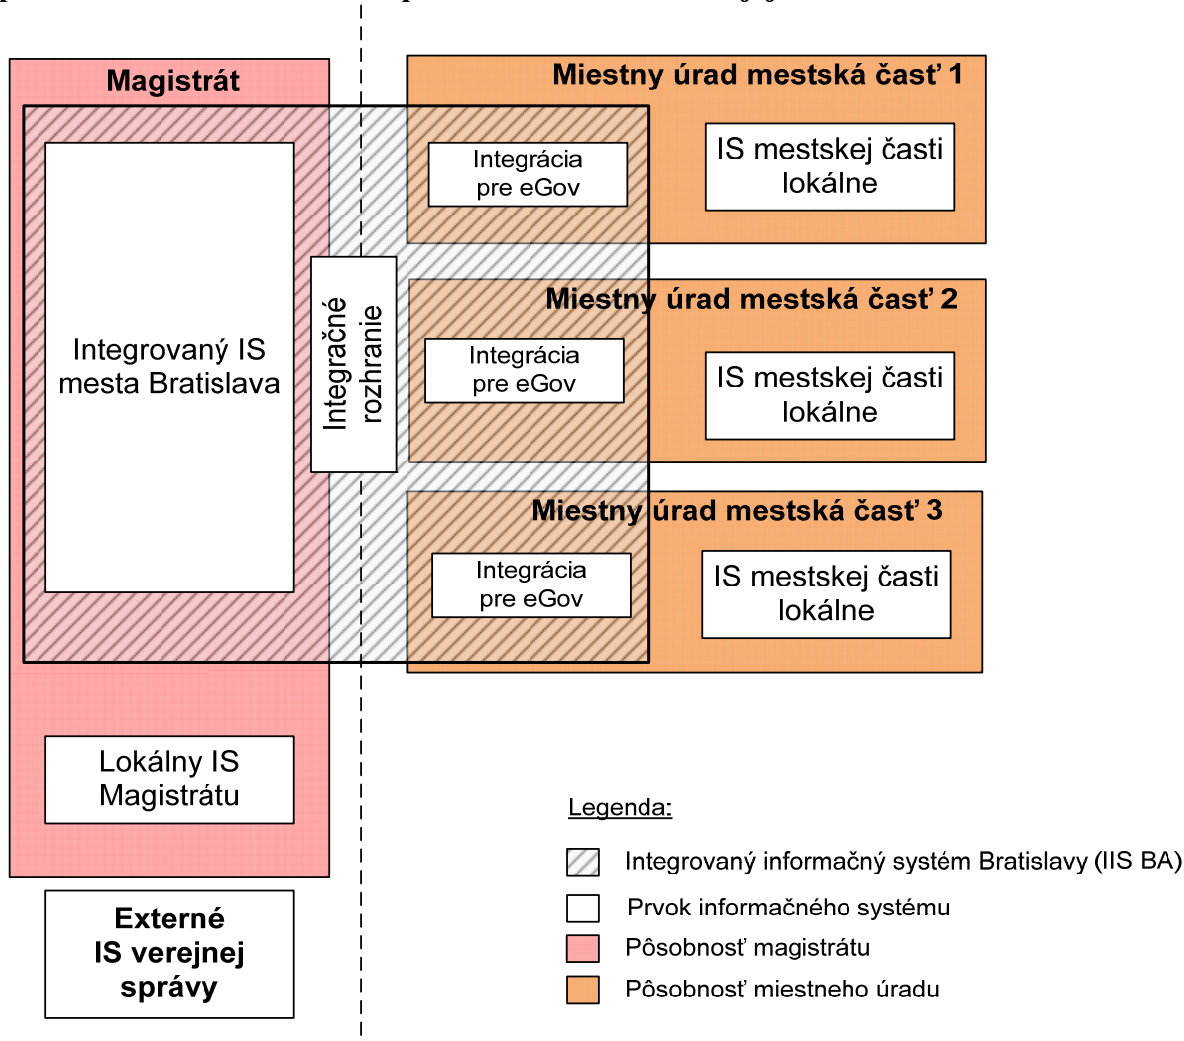 Magistrát
Integrovaný IS
mesta Bratislava
Integračné
rozhranie
Lokálny IS
Magistrátu
Externé
IS verejnej
správy
Miestny úrad mestská časť 1
Integrácia
pre eGov
IS mestskej časti
lokálne
Miestny úrad mestská časť 2
Integrácia
pre eGov
IS mestskej časti
lokálne
Miestny úrad mestská časť 3
Integrácia
pre eGov
IS mestskej časti
lokálne
Legenda:
Integrovaný informačný systém Bratislavy (IIS BA)
Prvok informačného systému
Pôsobnosť magistrátu
Pôsobnosť miestneho úradu